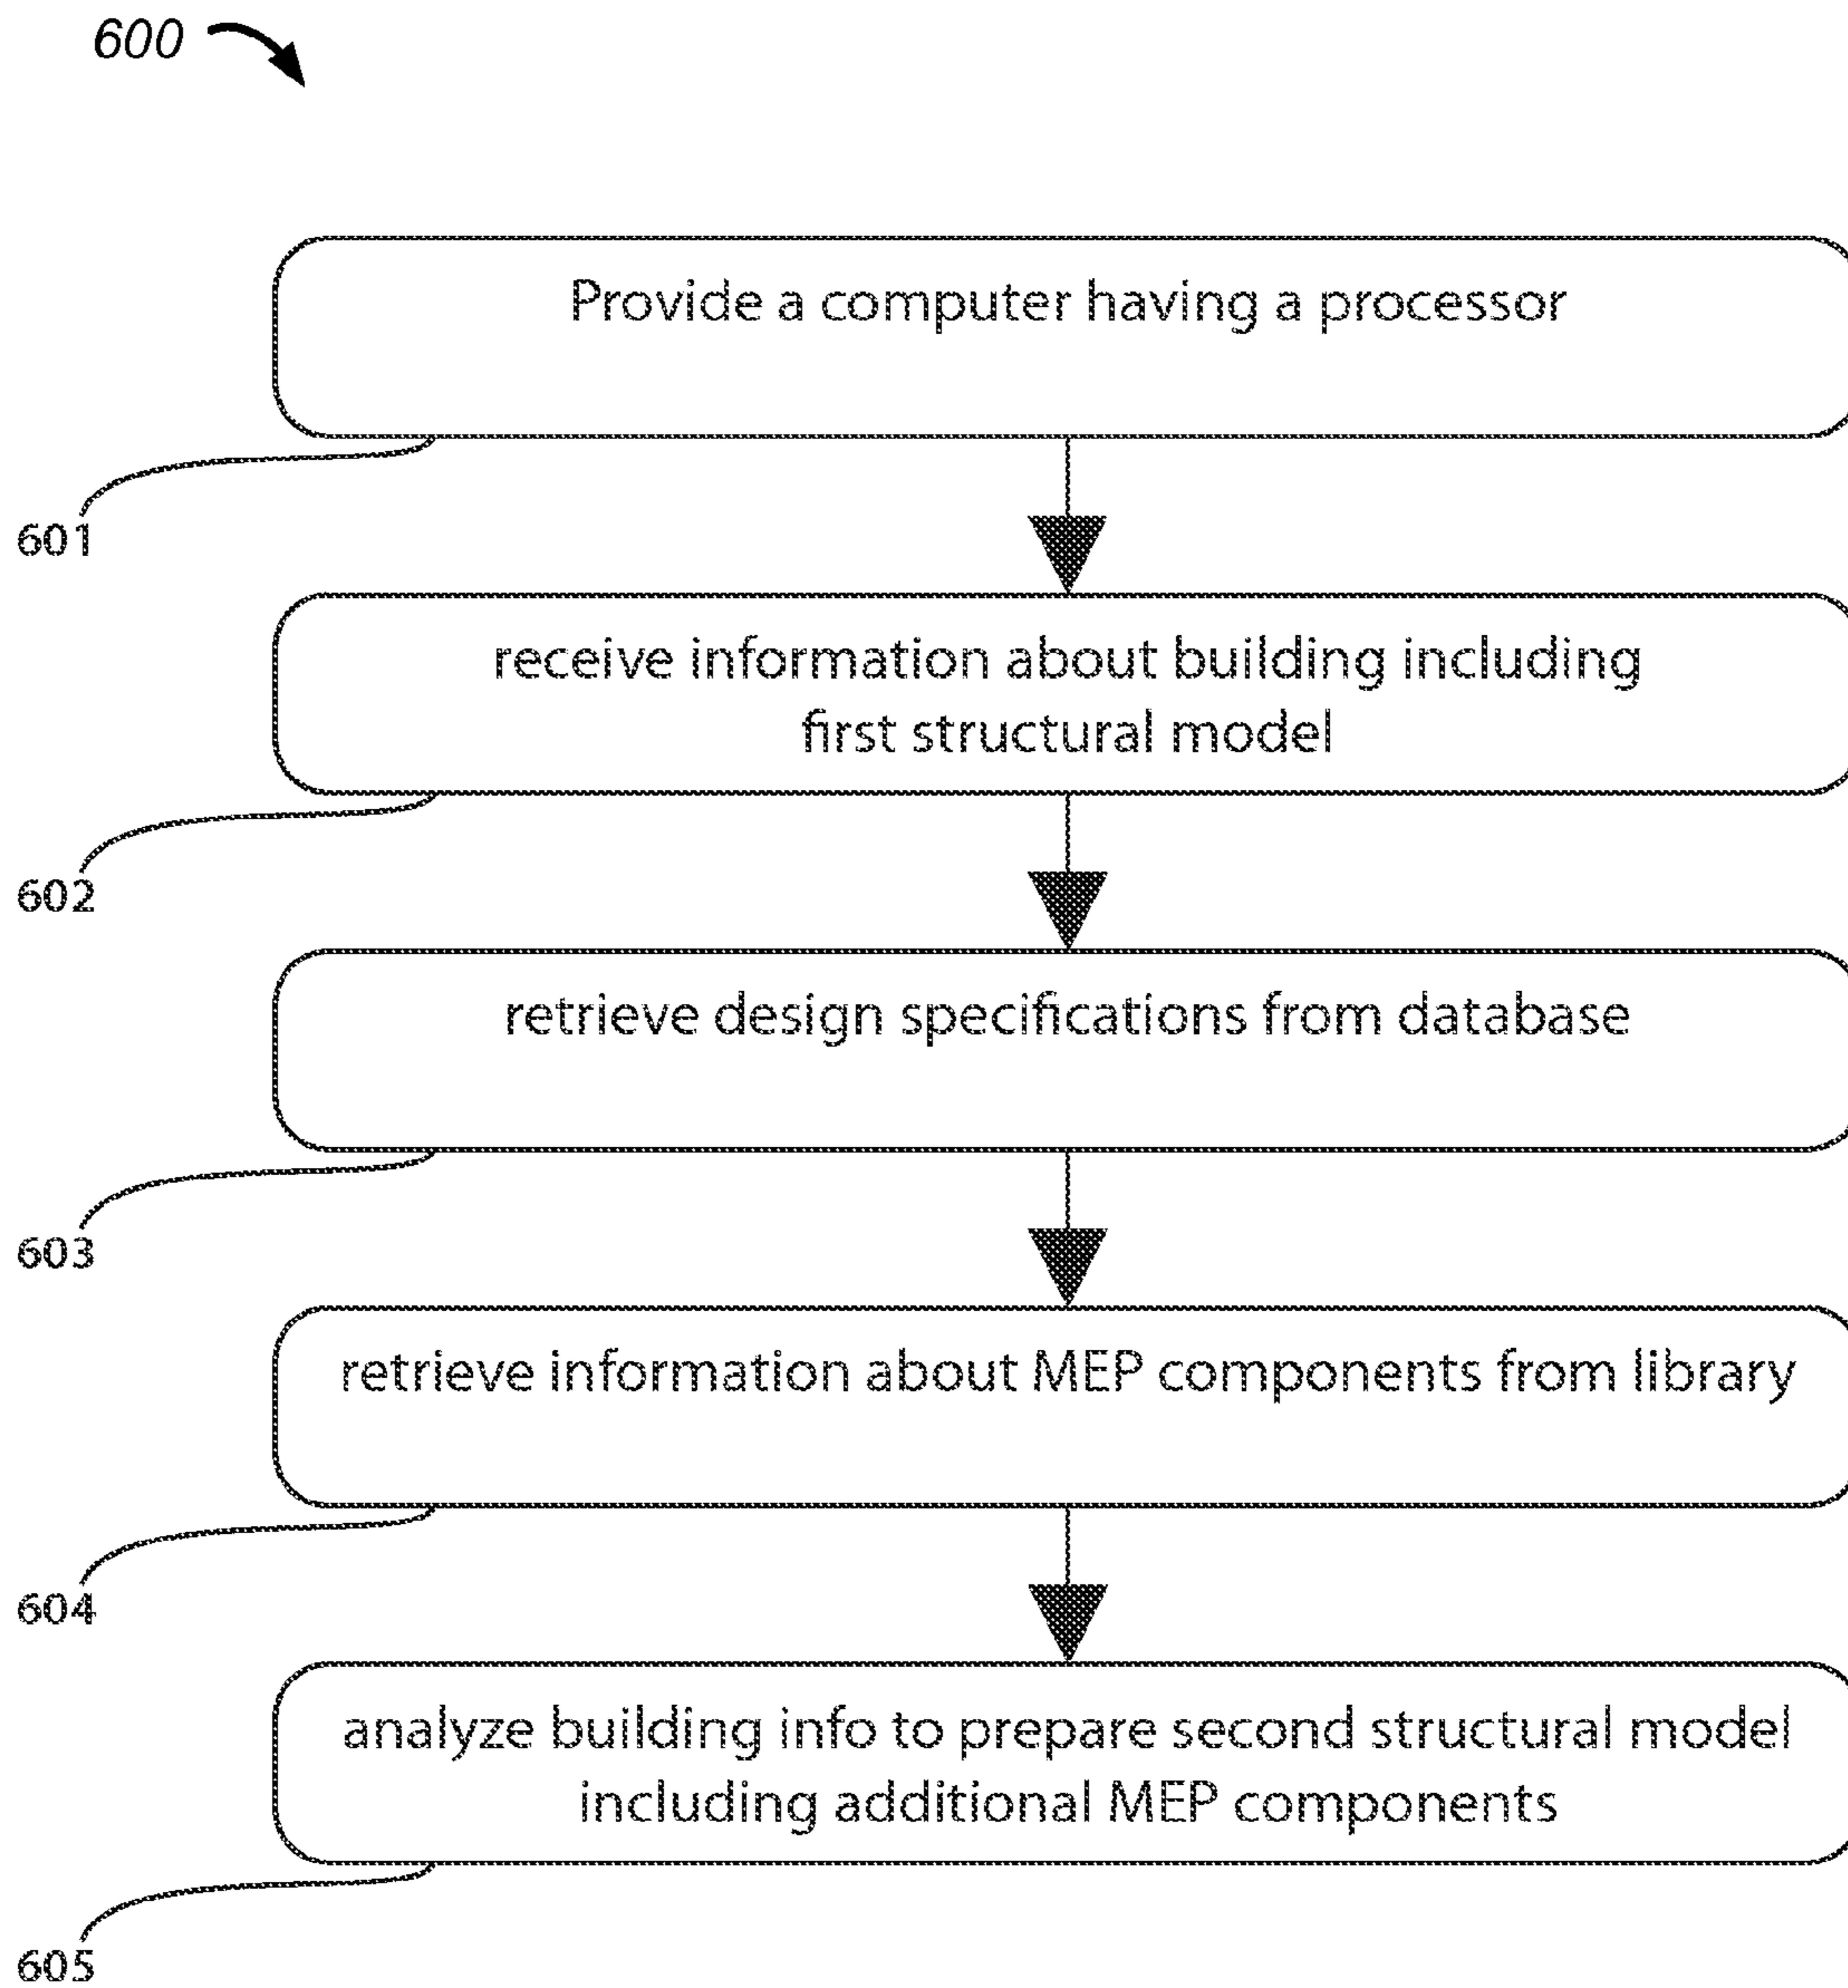 600
Provide a computer having a processor
601
receive information about building including
first structural model
602
retrieve design specifications from database
603
retrieve information about MEP components from library
604
analyze building info to prepare second structural model
including additional MEP components
605